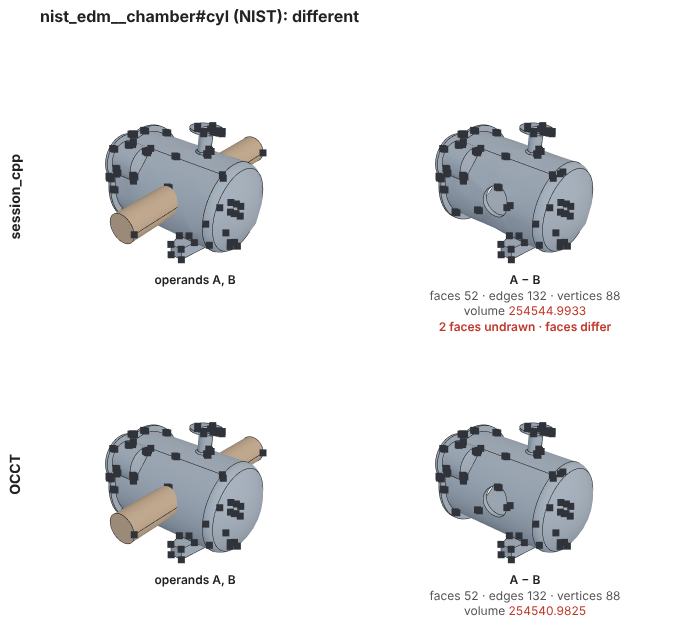 nist_edm__chamber#cyl (NIST): different
session_cpp
operands A, B
A − B
faces 52 · edges 132 · vertices 88
volume 254544.9933
2 faces undrawn · faces differ
OCCT
operands A, B
A − B
faces 52 · edges 132 · vertices 88
volume 254540.9825